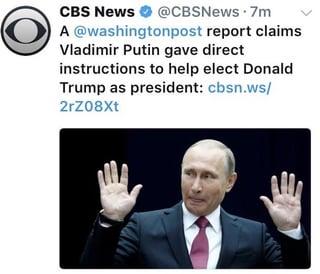 CBS News @CBSNews · 7m
A @washingtonpost report claims
Vladimir Putin gave direct
instructions to help elect Donald
Trump as president: cbsn.ws/
2rZ08Xt